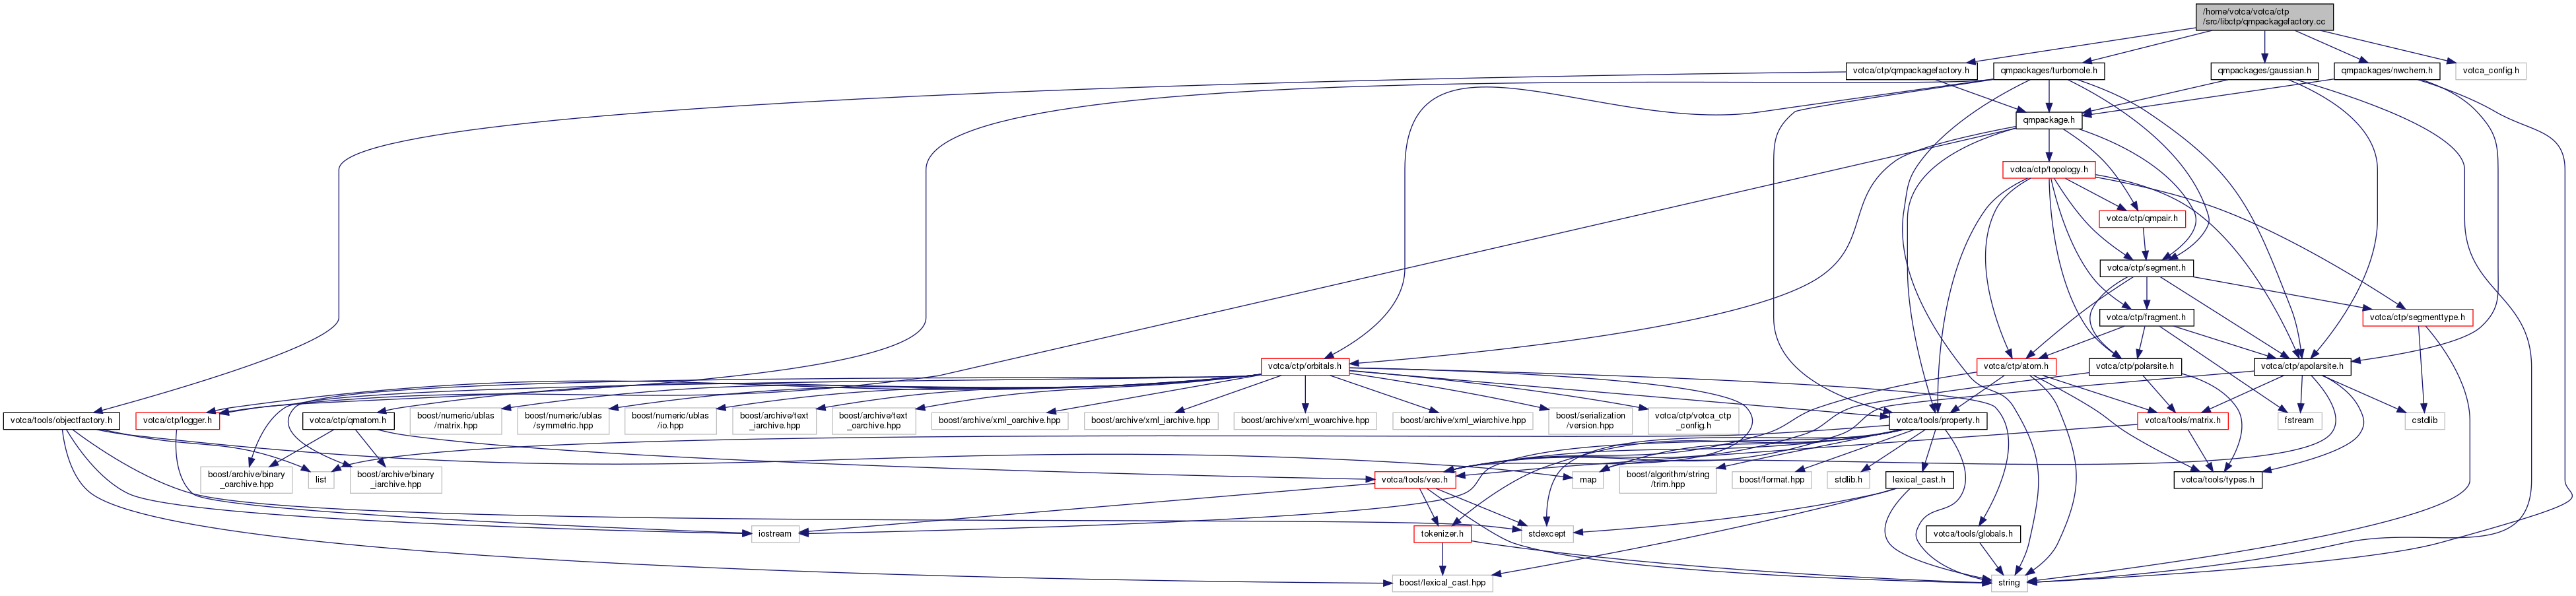 /home/votca/votca/ctp
/src/libctp/qmpackagefactory.cc
votca/ctp/qmpackagefactory.h
qmpackages/turbomole.h
qmpackages/gaussian.h
qmpackages/nwchem.h
votca_config.h
qmpackage.h
votca/ctp/topology.h
votca/ctp/qmpair.h
votca/ctp/segment.h
votca/ctp/fragment.h
votca/ctp/segmenttype.h
votca/ctp/orbitals.h
votca/ctp/atom.h
votca/ctp/polarsite.h
votca/ctp/apolarsite.h
votca/tools/objectfactory.h
votca/ctp/logger.h
votca/ctp/qmatom.h
boost/numeric/ublas
/matrix.hpp
boost/numeric/ublas
/symmetric.hpp
boost/numeric/ublas
/io.hpp
boost/archive/text
_iarchive.hpp
boost/archive/text
_oarchive.hpp
boost/archive/xml_oarchive.hpp
boost/archive/xml_iarchive.hpp
boost/archive/xml_woarchive.hpp
boost/archive/xml_wiarchive.hpp
boost/serialization
/version.hpp
votca/ctp/votca_ctp
_config.h
votca/tools/property.h
votca/tools/matrix.h
fstream
cstdlib
boost/archive/binary
_oarchive.hpp
list
boost/archive/binary
_iarchive.hpp
votca/tools/vec.h
map
boost/algorithm/string
/trim.hpp
boost/format.hpp
stdlib.h
lexical_cast.h
votca/tools/types.h
iostream
tokenizer.h
stdexcept
votca/tools/globals.h
boost/lexical_cast.hpp
string